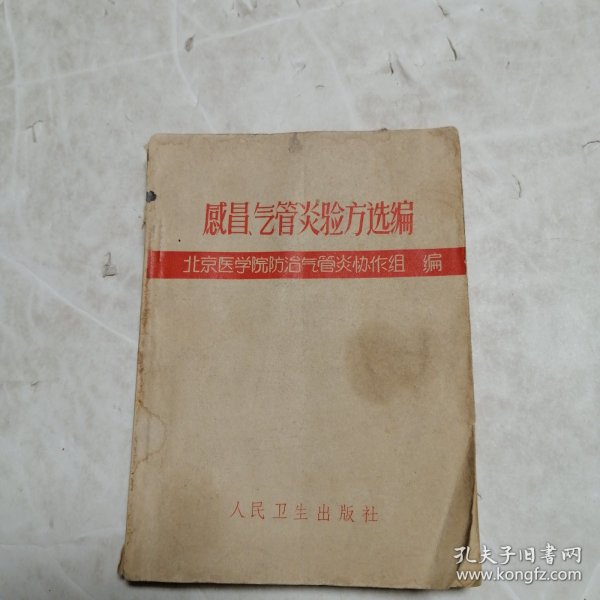 感冒、气管炎验方选编
北京医学院防治气管炎协作组 编
人民卫生出版社
孔夫子旧书网
www.kongfz.com